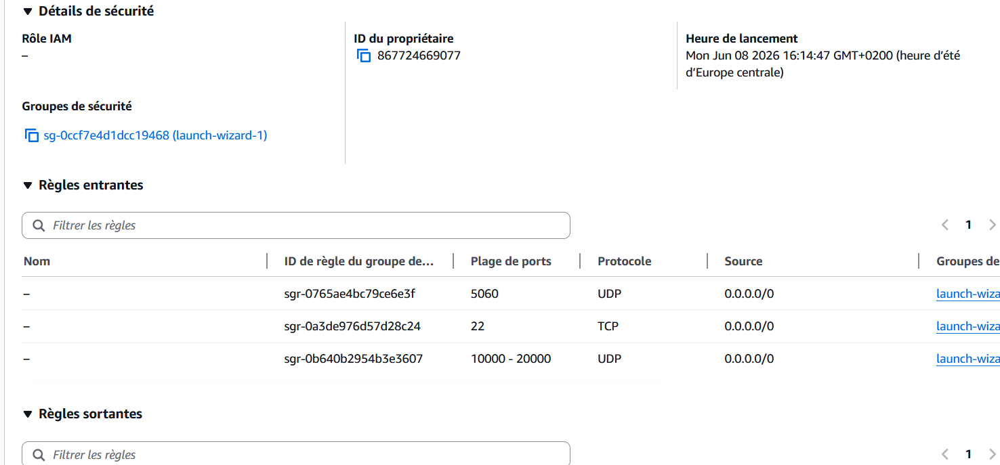 Détails de sécurité
Rôle IAM
–
ID du propriétaire
867724669077
Heure de lancement
Mon Jun 08 2026 16:14:47 GMT+0200 (heure d’été
d’Europe centrale)
Groupes de sécurité
sg-0ccf7e4d1dcc19468 (launch-wizard-1)
Règles entrantes
Filtrer les règles
1
Nom ID de règle du groupe de... Plage de ports Protocole Source Groupes de
– sgr-0765ae4bc79ce6e3f 5060 UDP 0.0.0.0/0 launch-wiza
– sgr-0a3de976d57d28c24 22 TCP 0.0.0.0/0 launch-wiza
– sgr-0b640b2954b3e3607 10000 - 20000 UDP 0.0.0.0/0 launch-wiza
Règles sortantes
Filtrer les règles
1